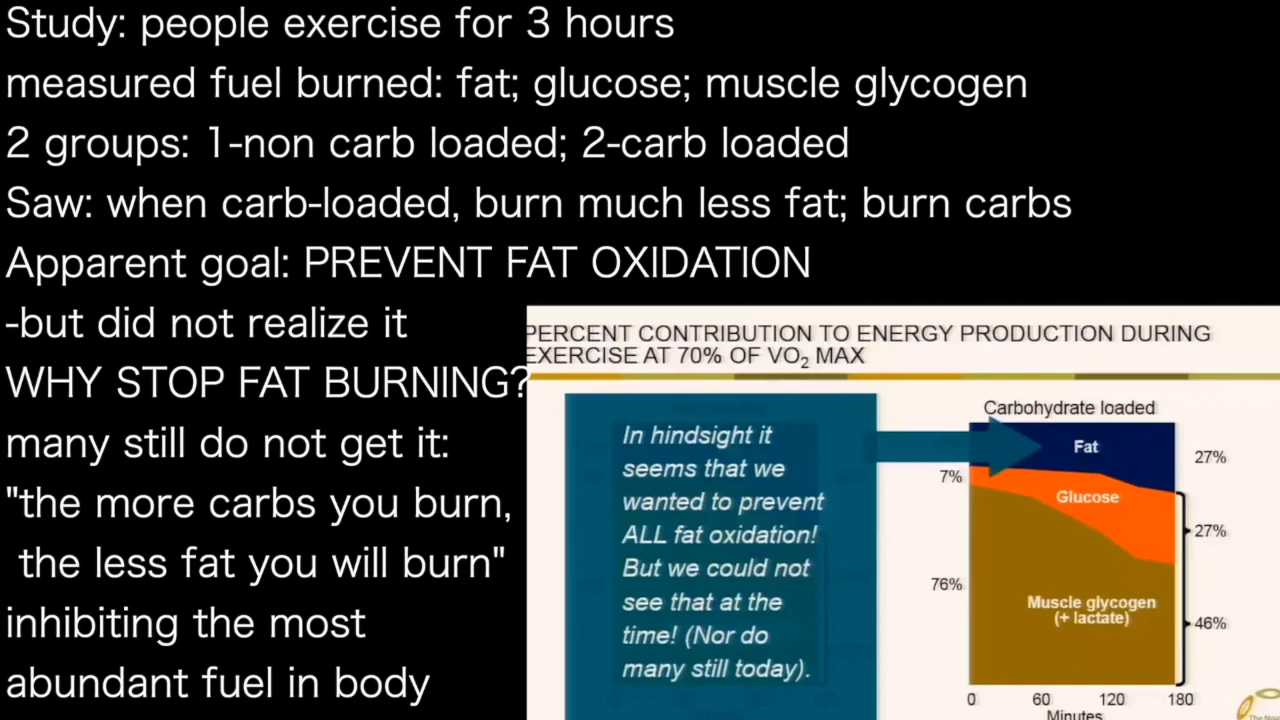 Study: people exercise for 3 hours
measured fuel burned: fat; glucose; muscle glycogen
2 groups: 1-non carb loaded; 2-carb loaded
Saw: when carb-loaded, burn much less fat; burn carbs
Apparent goal: PREVENT FAT OXIDATION
-but did not realize it
WHY STOP FAT BURNING?
many still do not get it:
"the more carbs you burn,
the less fat you will burn"
inhibiting the most
abundant fuel in body
PERCENT CONTRIBUTION TO ENERGY PRODUCTION DURING
EXERCISE AT 70% OF VO₂ MAX
In hindsight it
seems that we
wanted to prevent
ALL fat oxidation!
But we could not
see that at the
time! (Nor do
many still today).
Carbohydrate loaded
Fat
27%
7%
Glucose
27%
76%
Muscle glycogen
(+ lactate)
46%
0 60 120 180
Minutes